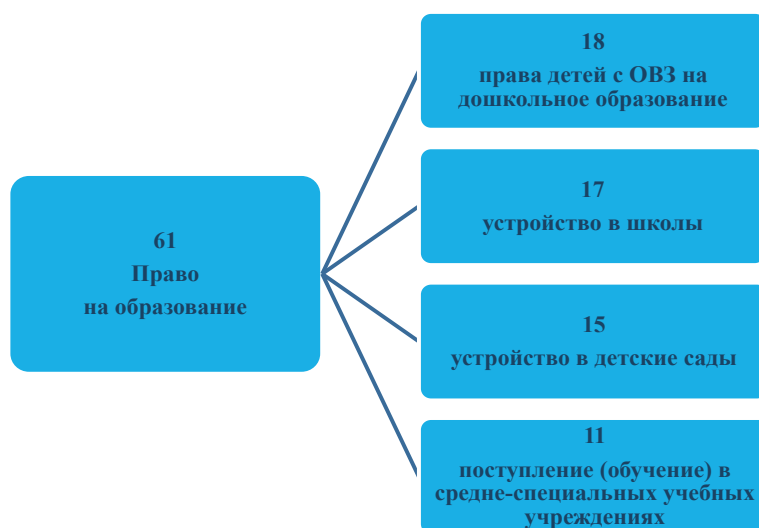 61
Право
на образование
18
права детей с ОВЗ на
дошкольное образование
17
устройство в школы
15
устройство в детские сады
11
поступление (обучение) в
средне-специальных учебных
учреждениях